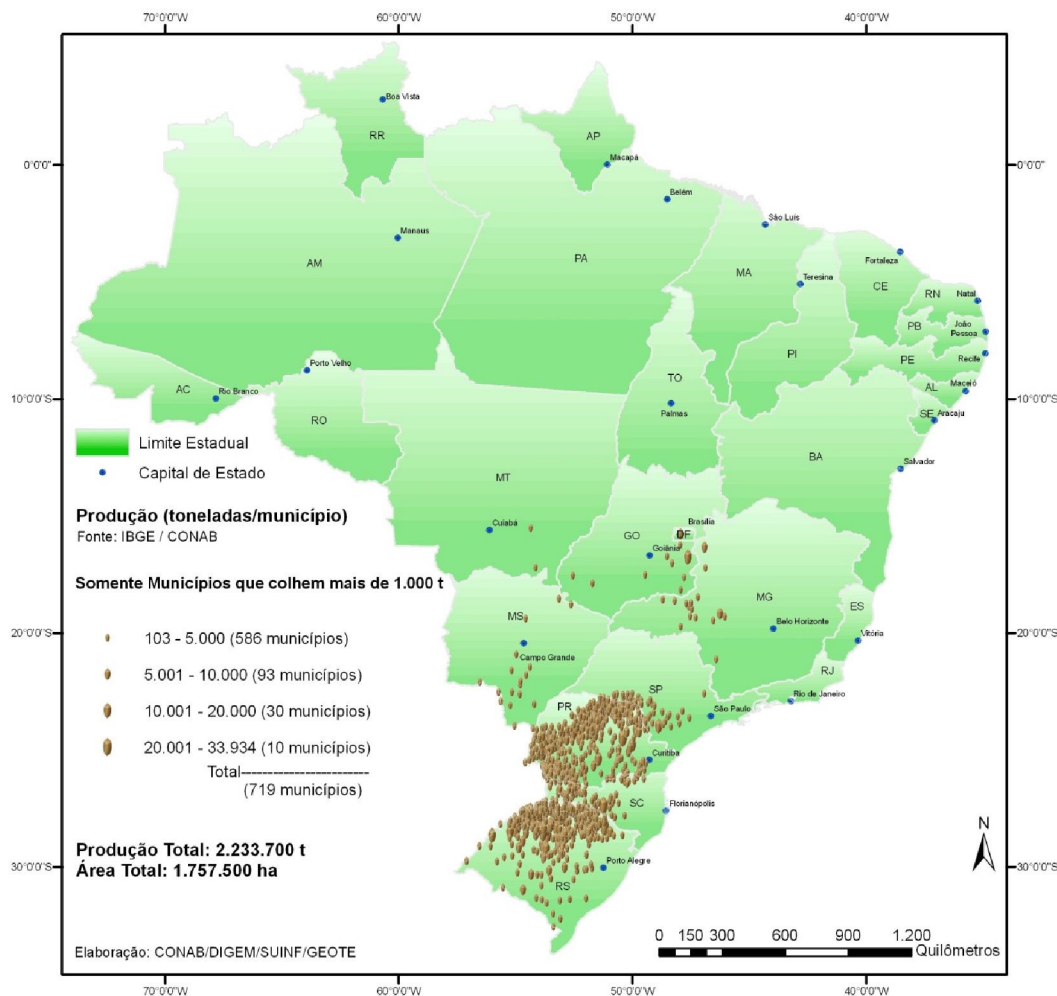 70°0'0"W 60°0'0"W 50°0'0"W 40°0'0"W
Boa Vista
RR
AP
Macapá
0°0'0" 0°0'0"
Belém
São Luís
Manaus
Fortaleza
AM
PA
MA
Teresina
CE
RN
Natal
PB
João Pessoa
PI
PE
Recife
Porto Velho
TO
AL
Maceió
AC
Rio Branco
Palmas
SE
Aracaju
10°0'0"S 10°0'0"S
RO
Limite Estadual
BA
Salvador
Capital de Estado
MT
Produção (toneladas/município)
Cuiabá
Brasília
DF
GO
Goiânia
Fonte: IBGE / CONAB
Somente Municípios que colhem mais de 1.000 t
MG
ES
MS
Belo Horizonte
20°0'0"S 20°0'0"S
103 - 5.000 (586 municípios)
Vitória
Campo Grande
RJ
5.001 - 10.000 (93 municípios)
SP
Rio de Janeiro
PR
São Paulo
10.001 - 20.000 (30 municípios)
20.001 - 33.934 (10 municípios)
Curitiba
Total------------------------
(719 municípios)
SC
Florianópolis
N
Produção Total: 2.233.700 t
Área Total: 1.757.500 ha
Porto Alegre
30°0'0"S 30°0'0"S
RS
0 150 300 600 900 1.200
Quilômetros
Elaboração: CONAB/DIGEM/SUINF/GEOTE
70°0'0"W 60°0'0"W 50°0'0"W 40°0'0"W